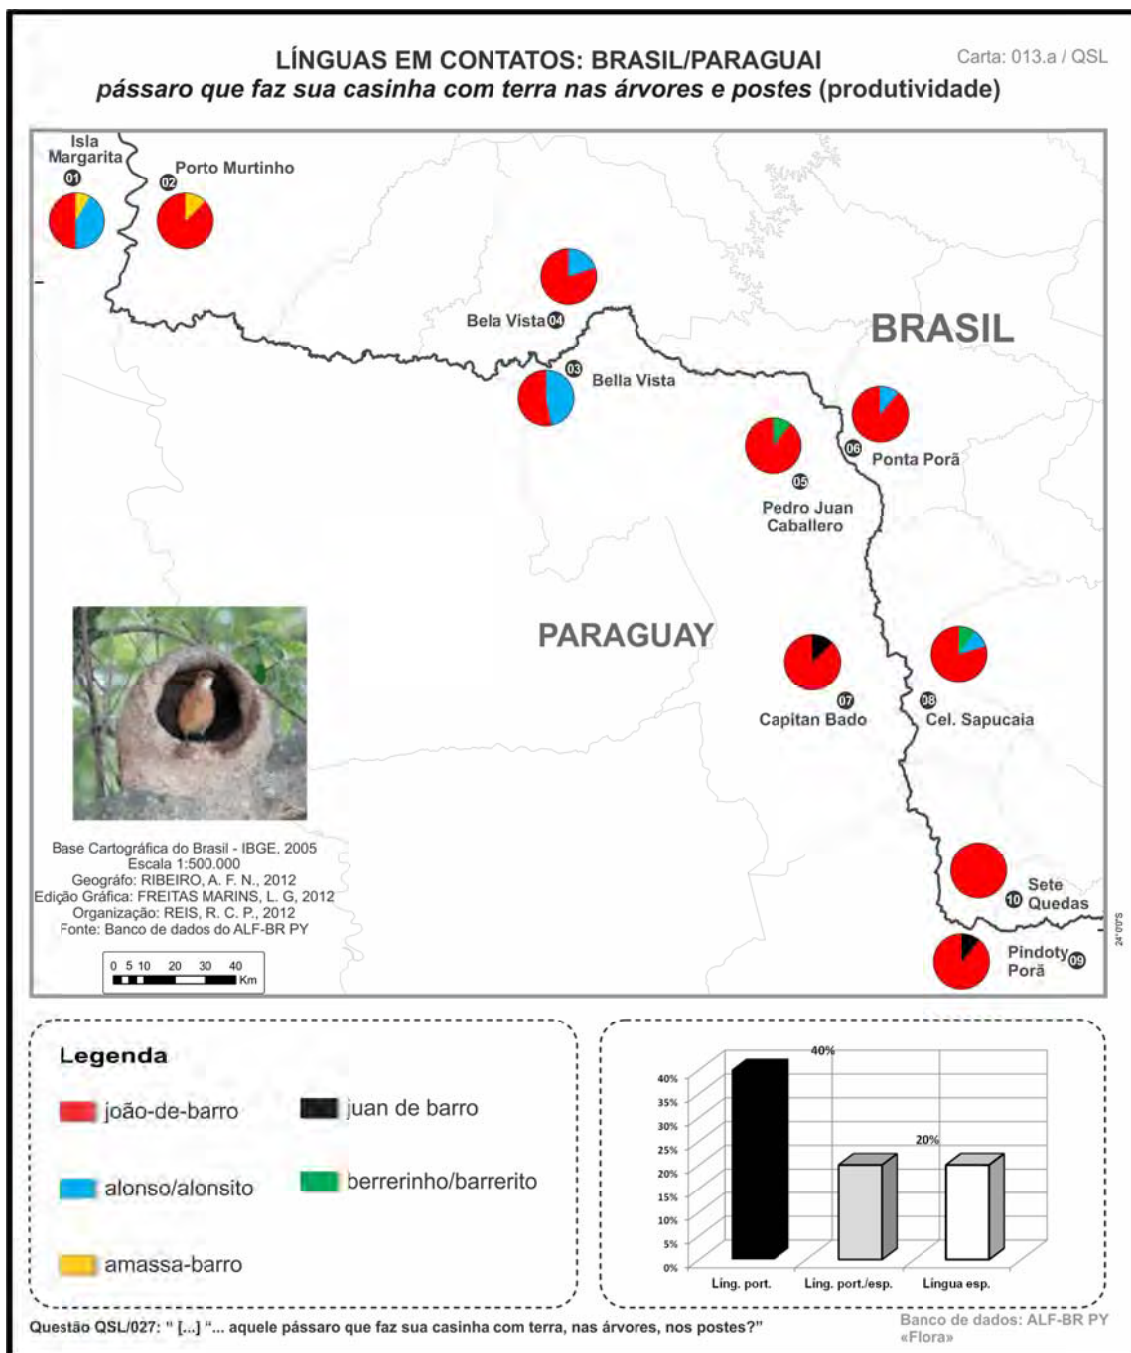 LÍNGUAS EM CONTATOS: BRASIL/PARAGUAI
Carta: 013.a / QSL
pássaro que faz sua casinha com terra nas árvores e postes (produtividade)
Isla
Margarita
01
02
Porto Murtinho
Bela Vista
04
03
Bella Vista
BRASIL
06
Ponta Porã
05
Pedro Juan
Caballero
PARAGUAY
07
Capitan Bado
08
Cel. Sapucaia
10
Sete
Quedas
24°0'0"S
Pindoty
Porã
09
Base Cartográfica do Brasil - IBGE, 2005
Escala 1:500.000
Geográfo: RIBEIRO, A. F. N., 2012
Edição Gráfica: FREITAS MARINS, L. G, 2012
Organização: REIS, R. C. P., 2012
Fonte: Banco de dados do ALF-BR PY
0 5 10 20 30 40
Km
Legenda
joão-de-barro
juan de barro
alonso/alonsito
berrerinho/barrerito
amassa-barro
40%
20%
40%
35%
30%
25%
20%
15%
10%
5%
0%
Ling. port.
Ling. port./esp.
Língua esp.
Questão QSL/027: " [...] "... aquele pássaro que faz sua casinha com terra, nas árvores, nos postes?"
Banco de dados: ALF-BR PY
«Flora»